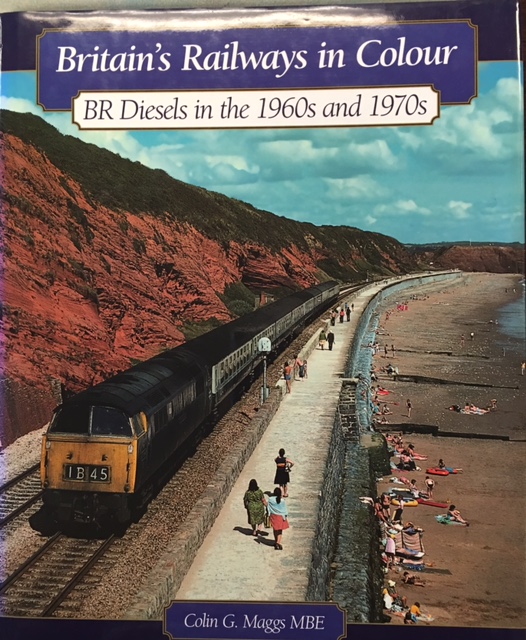 Britain's Railways in Colour
BR Diesels in the 1960s and 1970s
1B45
Colin G. Maggs MBE